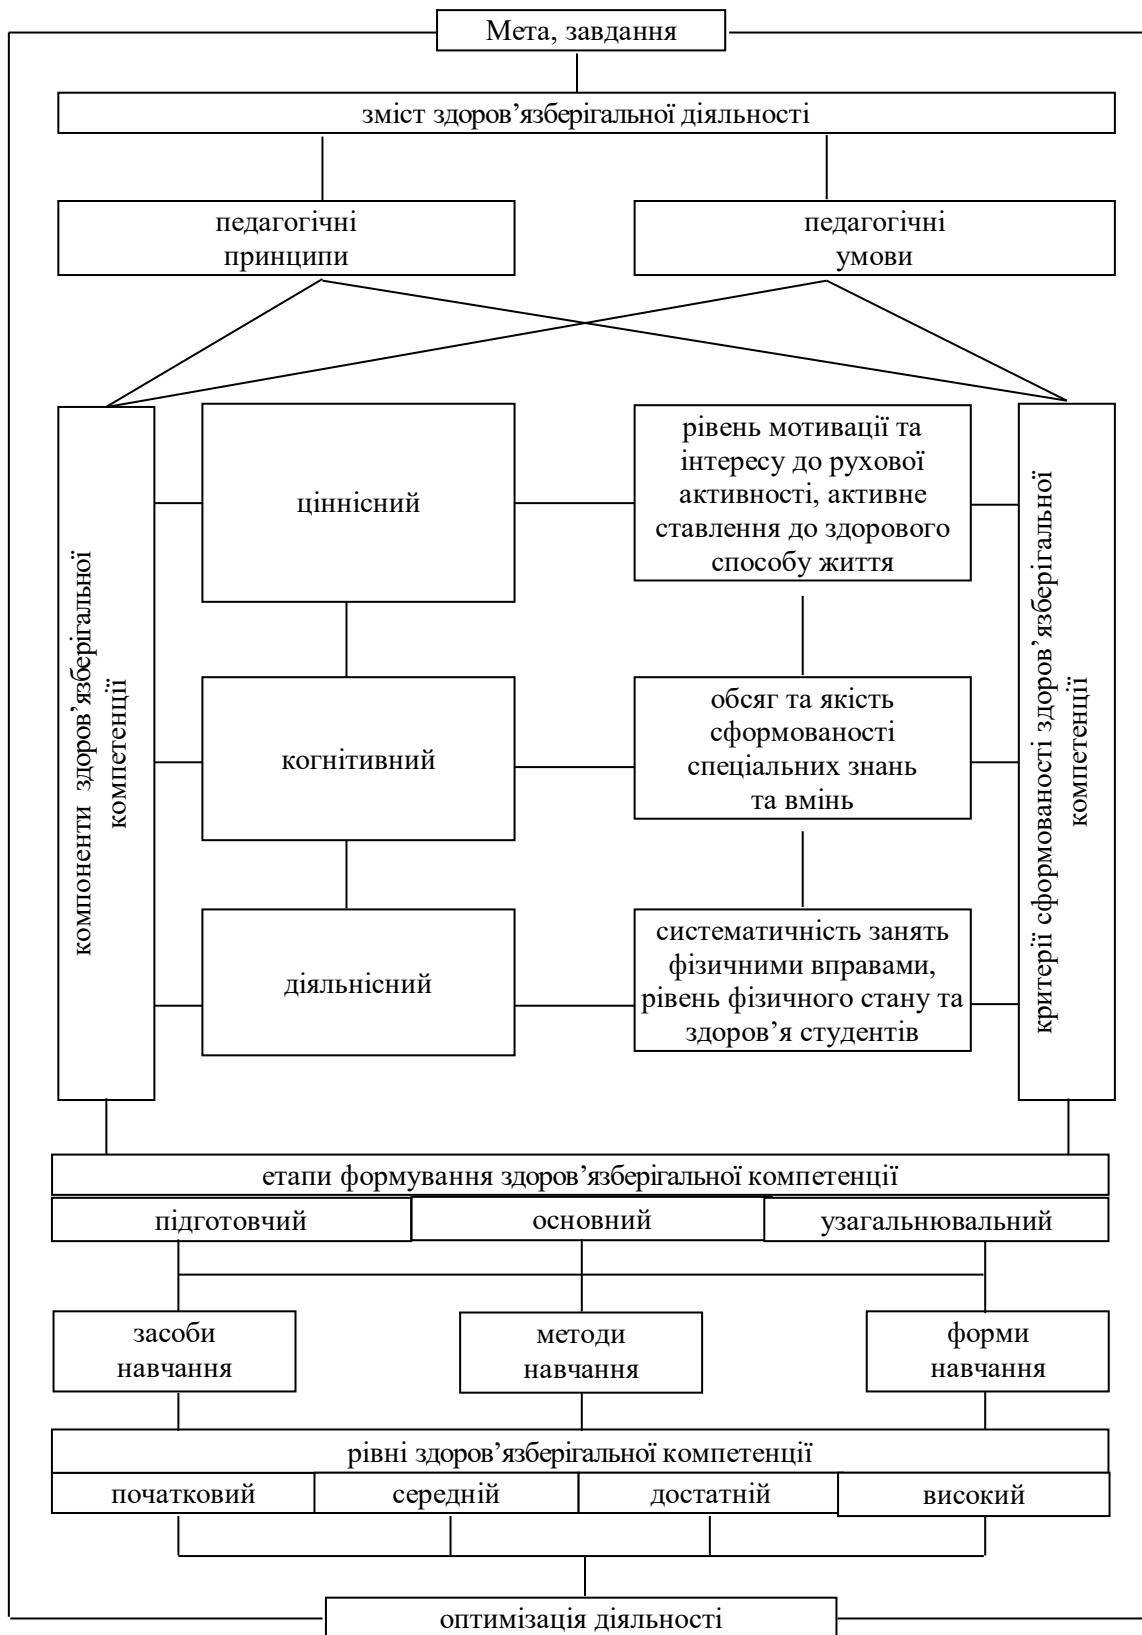 Мета, завдання
зміст здоров’язберігальної діяльності
педагогічні
принципи
педагогічні
умови
компоненти здоров’язберігальної
компетенції
ціннісний
рівень мотивації та
інтересу до рухової
активності, активне
ставлення до здорового
способу життя
критерії сформованості здоров’язберігальної
компетенції
когнітивний
обсяг та якість
сформованості
спеціальних знань
та вмінь
діяльнісний
систематичність занять
фізичними вправами,
рівень фізичного стану та
здоров’я студентів
етапи формування здоров’язберігальної компетенції
підготовчий
основний
узагальнювальний
засоби
навчання
методи
навчання
форми
навчання
рівні здоров’язберігальної компетенції
початковий
середній
достатній
високий
оптимізація діяльності